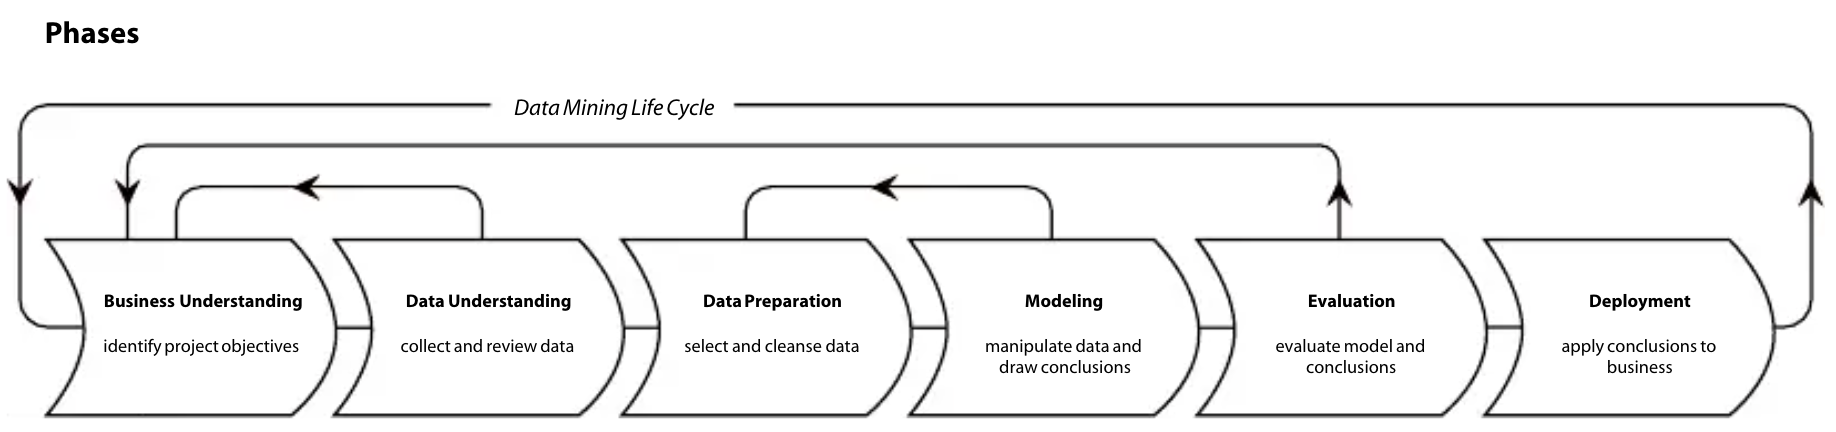 Phases
Data Mining Life Cycle
Business Understanding
identify project objectives
Data Understanding
collect and review data
Data Preparation
select and cleanse data
Modeling
manipulate data and
draw conclusions
Evaluation
evaluate model and
conclusions
Deployment
apply conclusions to
business